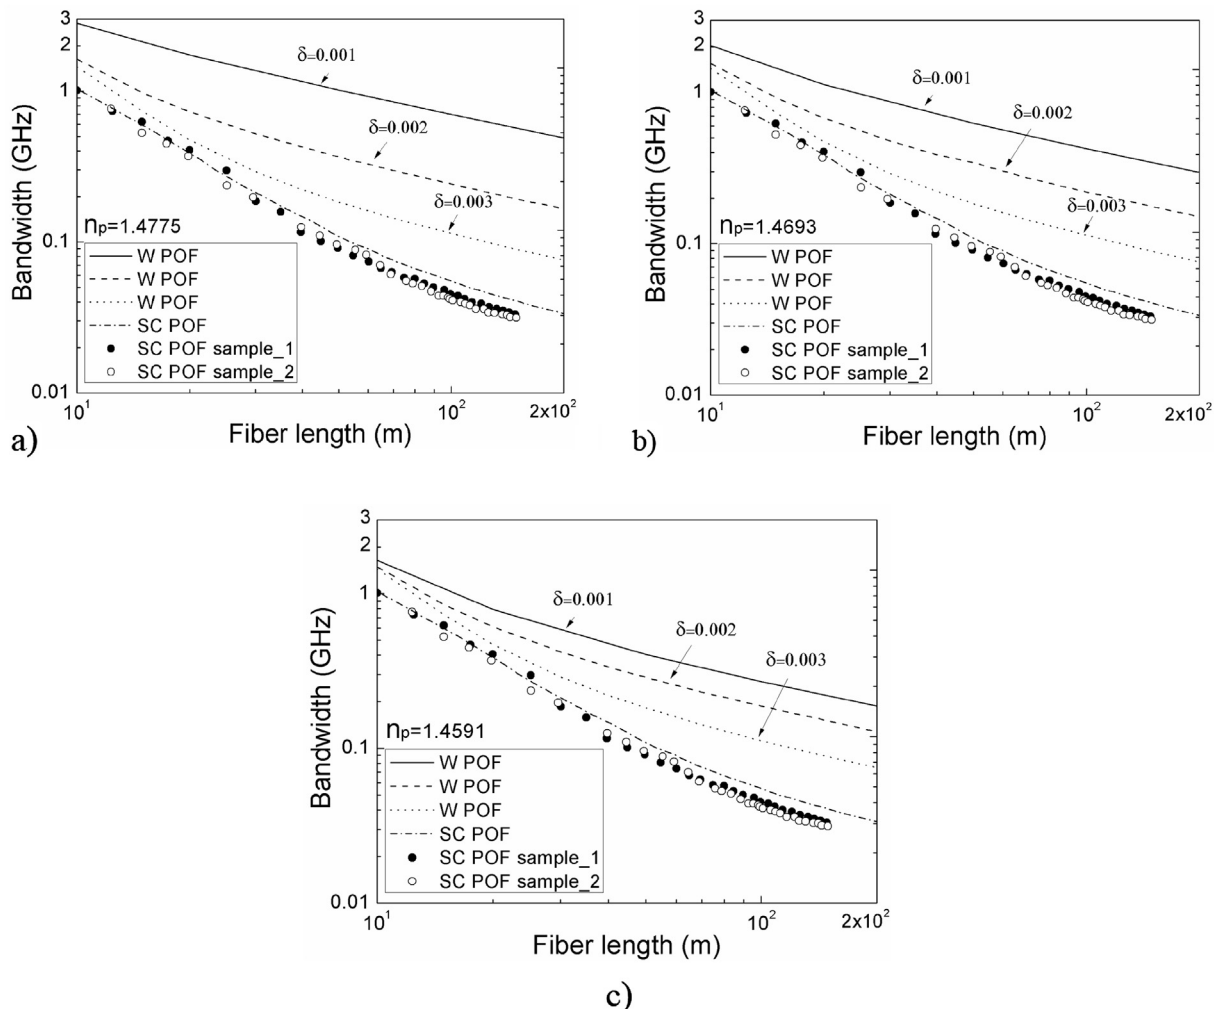 3
2
1
0.1
0.01
Bandwidth (GHz)
δ=0.001
δ=0.002
δ=0.003
nₚ=1.4775
W POF
W POF
W POF
SC POF
SC POF sample_1
SC POF sample_2
10¹
10²
2x10²
Fiber length (m)
a)
3
2
1
0.1
0.01
Bandwidth (GHz)
δ=0.001
δ=0.002
δ=0.003
nₚ=1.4693
W POF
W POF
W POF
SC POF
SC POF sample_1
SC POF sample_2
10¹
10²
2x10²
Fiber length (m)
b)
3
2
1
0.1
0.01
Bandwidth (GHz)
δ=0.001
δ=0.002
δ=0.003
nₚ=1.4591
W POF
W POF
W POF
SC POF
SC POF sample_1
SC POF sample_2
10¹
10²
2x10²
Fiber length (m)
c)